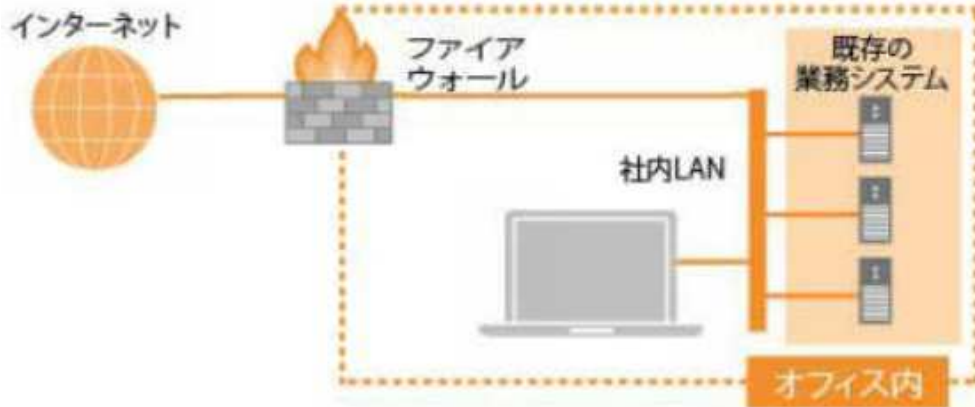 インターネット
ファイア
ウォール
既存の
業務システム
社内LAN
オフィス内